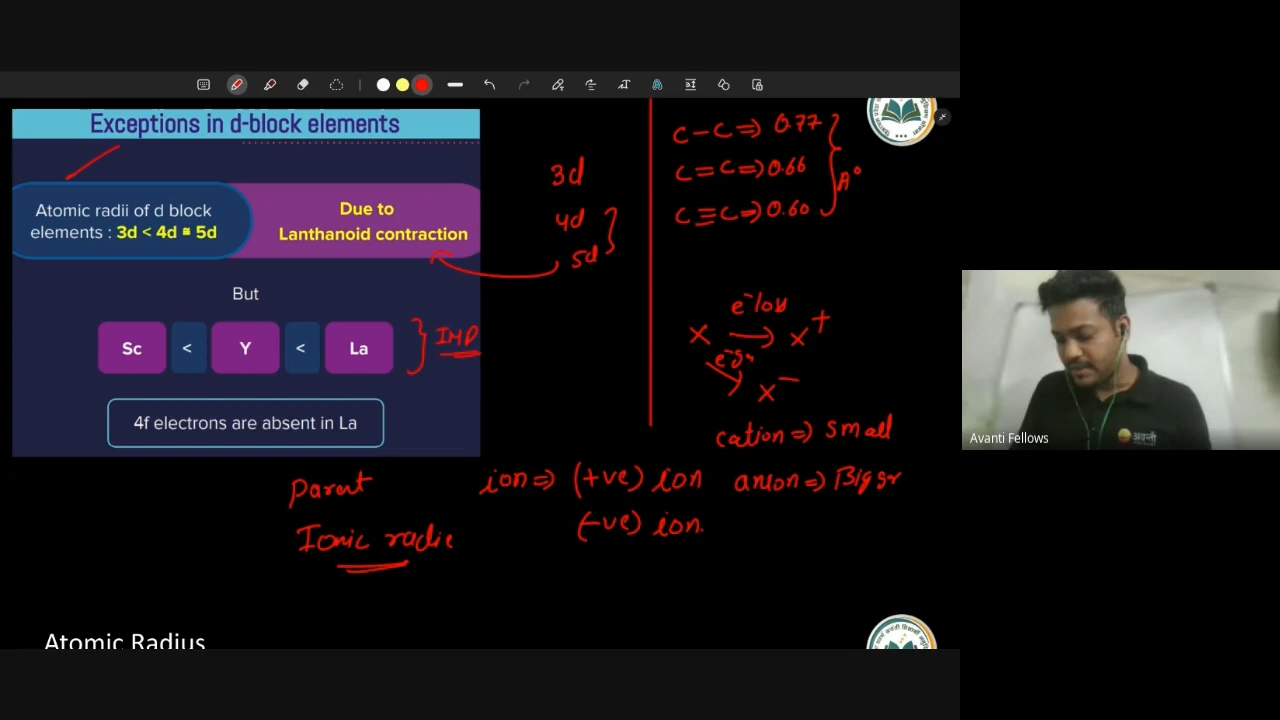 Exceptions in d-block elements
Atomic radii of d block
elements : 3d < 4d ≅ 5d
Due to
Lanthanoid contraction
But
Sc < Y < La
IMP
4f electrons are absent in La
3d
4d
5d
C-C ⇒ 0.77
C=C ⇒ 0.66
C≡C ⇒ 0.60
A°
e⁻ loss
X → X⁺
X⁻
cation ⇒ small
anion ⇒ Bigger
Parent
ion ⇒ (+ve) ion
(-ve) ion.
Ionic radie
Atomic Radius
Avanti Fellows
अवन्ती